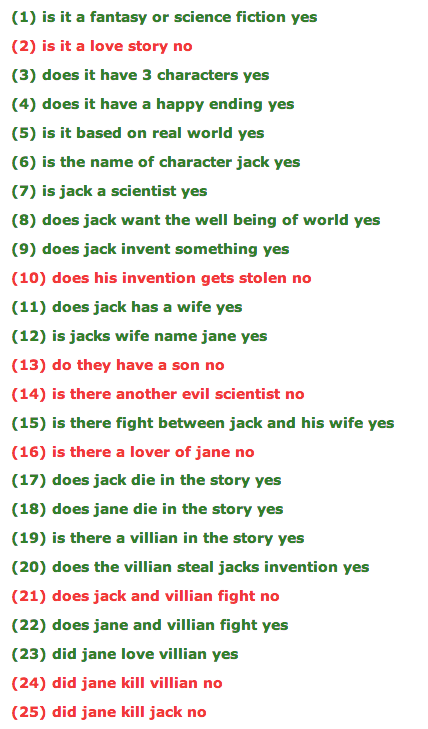 (1) is it a fantasy or science fiction yes
(2) is it a love story no
(3) does it have 3 characters yes
(4) does it have a happy ending yes
(5) is it based on real world yes
(6) is the name of character jack yes
(7) is jack a scientist yes
(8) does jack want the well being of world yes
(9) does jack invent something yes
(10) does his invention gets stolen no
(11) does jack has a wife yes
(12) is jacks wife name jane yes
(13) do they have a son no
(14) is there another evil scientist no
(15) is there fight between jack and his wife yes
(16) is there a lover of jane no
(17) does jack die in the story yes
(18) does jane die in the story yes
(19) is there a villian in the story yes
(20) does the villian steal jacks invention yes
(21) does jack and villian fight no
(22) does jane and villian fight yes
(23) did jane love villian yes
(24) did jane kill villian no
(25) did jane kill jack no